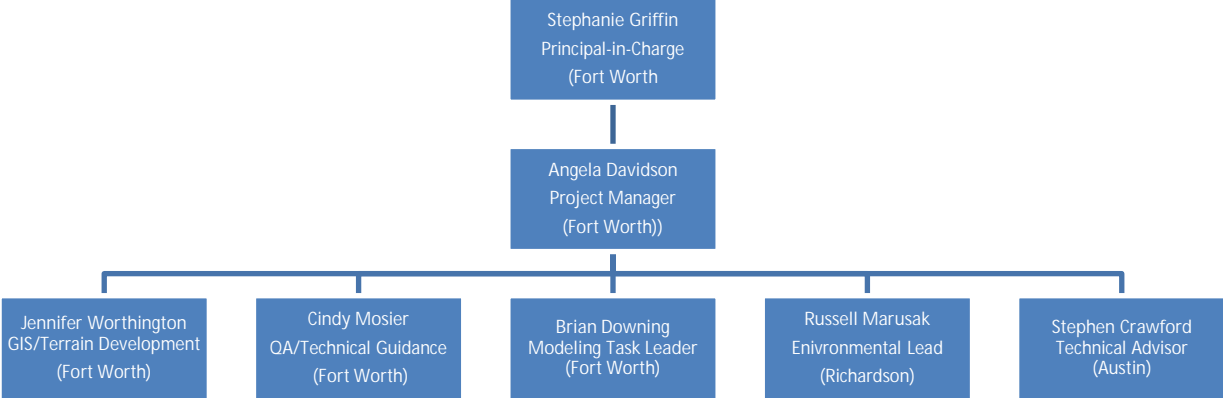 Stephanie Griffin
Principal-in-Charge
(Fort Worth
Angela Davidson
Project Manager
(Fort Worth))
Jennifer Worthington
GIS/Terrain Development
(Fort Worth)
Cindy Mosier
QA/Technical Guidance
(Fort Worth)
Brian Downing
Modeling Task Leader
(Fort Worth)
Russell Marusak
Enivronmental Lead
(Richardson)
Stephen Crawford
Technical Advisor
(Austin)